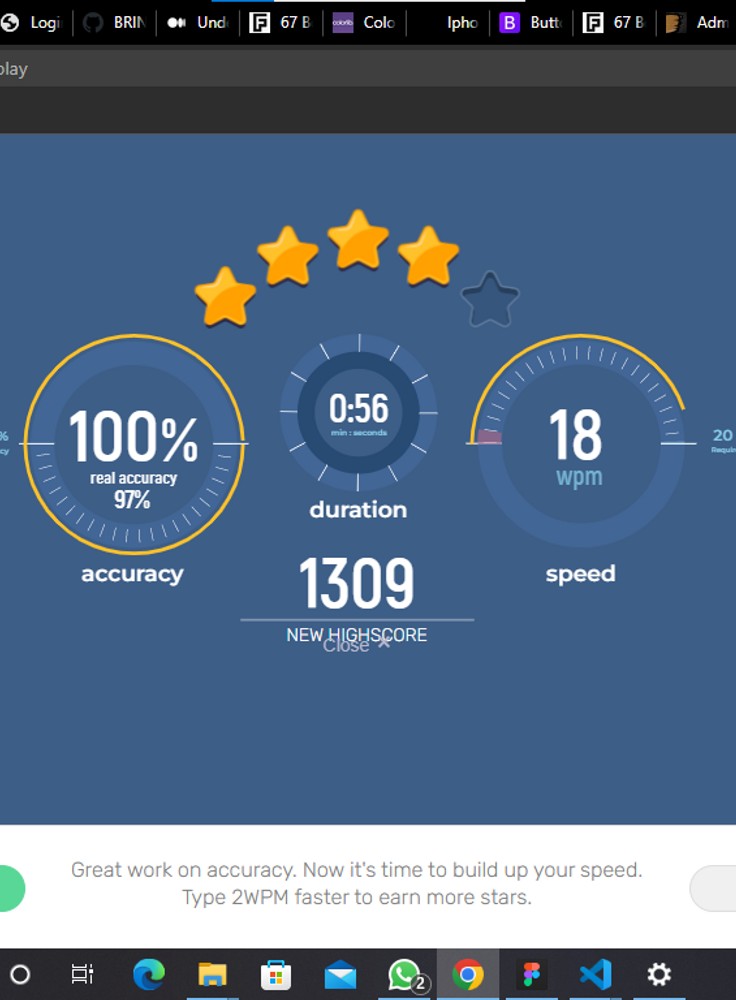 Logi
BRIN
Und
67 B
Colo
Ipho
B
Butt
67 B
Adm
play
100%
real accuracy
97%
accuracy
0:56
min : seconds
duration
18
wpm
speed
%
cy
20
Requir
1309
NEW HIGHSCORE
Close ×
Great work on accuracy. Now it's time to build up your speed.
Type 2WPM faster to earn more stars.
2